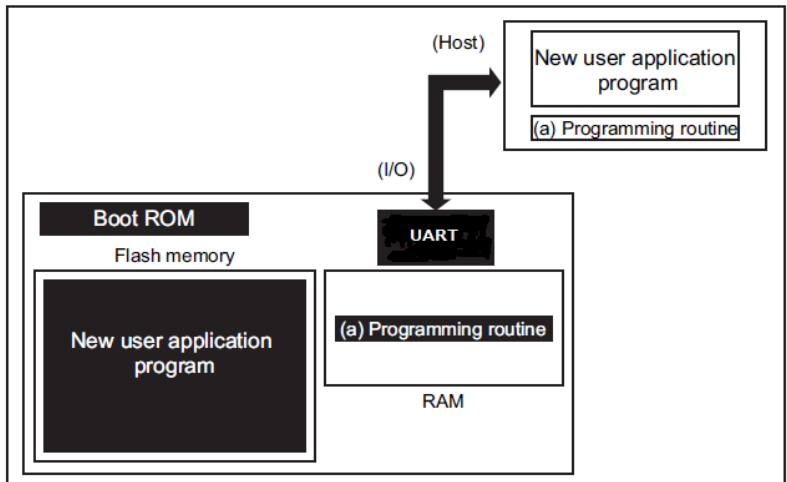 (Host)
New user application
program
(a) Programming routine
(I/O)
Boot ROM
UART
Flash memory
New user application
program
(a) Programming routine
RAM